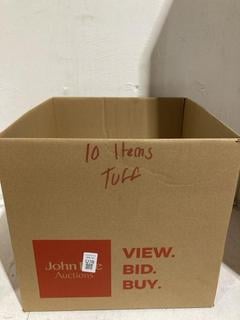 10 Items
TUFF
John
Auctions
VIEW.
BID.
BUY.